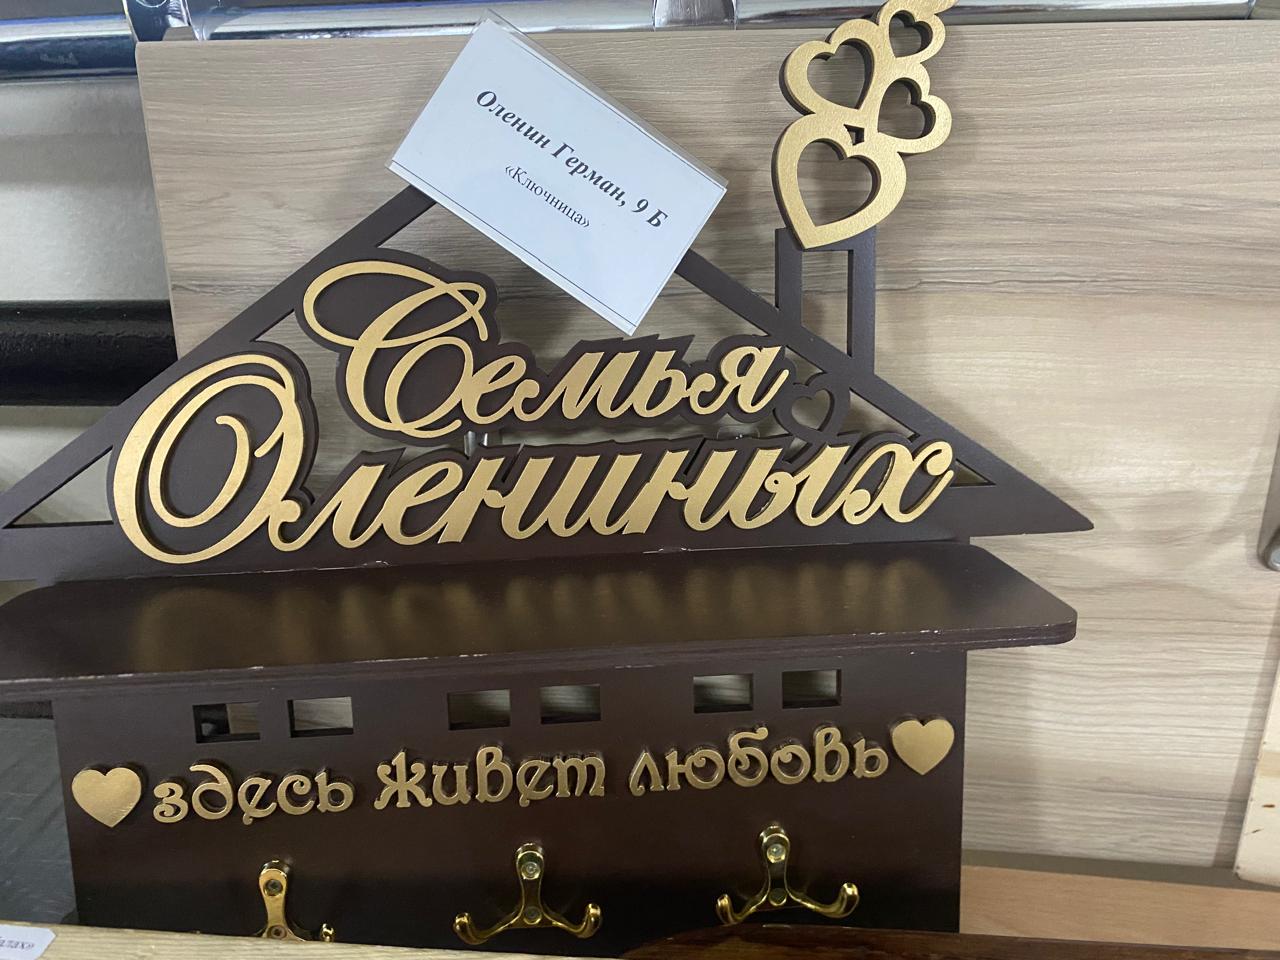 Оленин Герман, 9 Б
«Ключница»
Семья
Олениных
здесь живет любовь